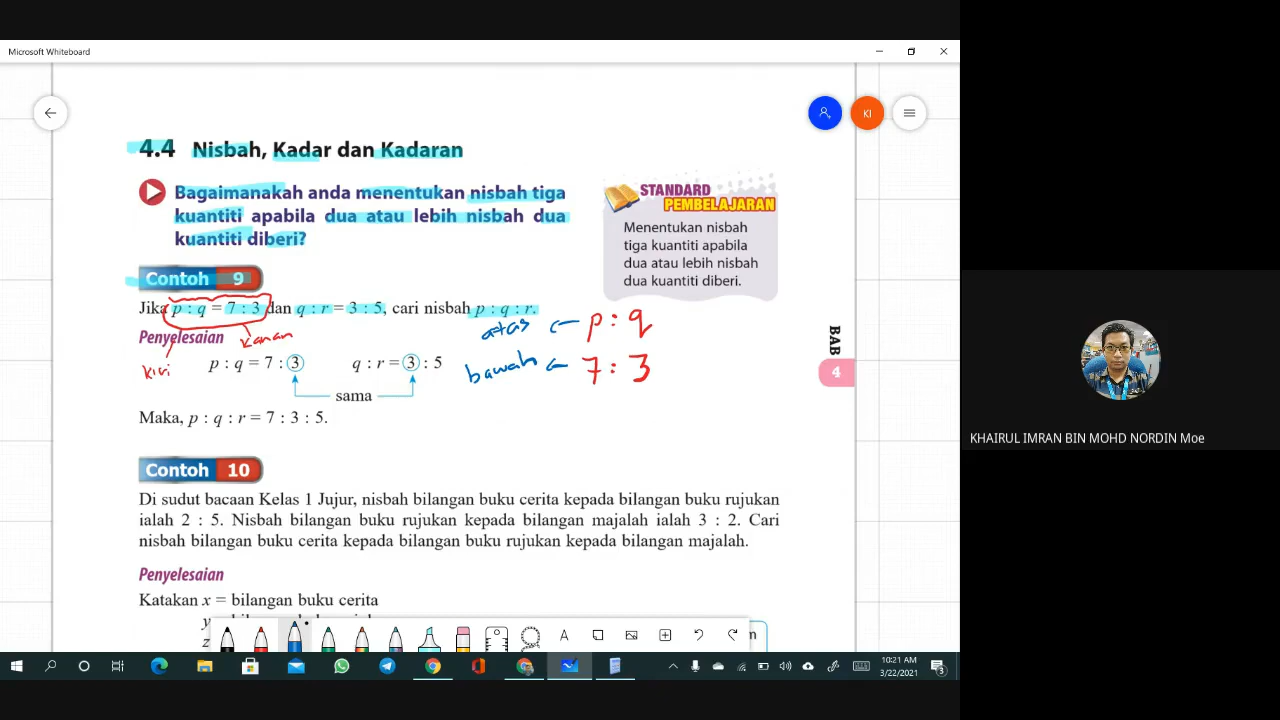 Microsoft Whiteboard
KI
4.4 Nisbah, Kadar dan Kadaran
Bagaimanakah anda menentukan nisbah tiga
kuantiti apabila dua atau lebih nisbah dua
kuantiti diberi?
STANDARD
PEMBELAJARAN
Menentukan nisbah
tiga kuantiti apabila
dua atau lebih nisbah
dua kuantiti diberi.
Contoh 9
Jika p : q = 7 : 3 dan q : r = 3 : 5, cari nisbah p : q : r.
Penyelesaian
kanan
kiri
atas ← p : q
bawah ← 7 : 3
p : q = 7 : 3 q : r = 3 : 5
sama
Maka, p : q : r = 7 : 3 : 5.
BAB
4
Contoh 10
Di sudut bacaan Kelas 1 Jujur, nisbah bilangan buku cerita kepada bilangan buku rujukan
ialah 2 : 5. Nisbah bilangan buku rujukan kepada bilangan majalah ialah 3 : 2. Cari
nisbah bilangan buku cerita kepada bilangan buku rujukan kepada bilangan majalah.
Penyelesaian
Katakan x = bilangan buku cerita
y
z
n
A
10:21 AM
3/22/2021
3
KHAIRUL IMRAN BIN MOHD NORDIN Moe